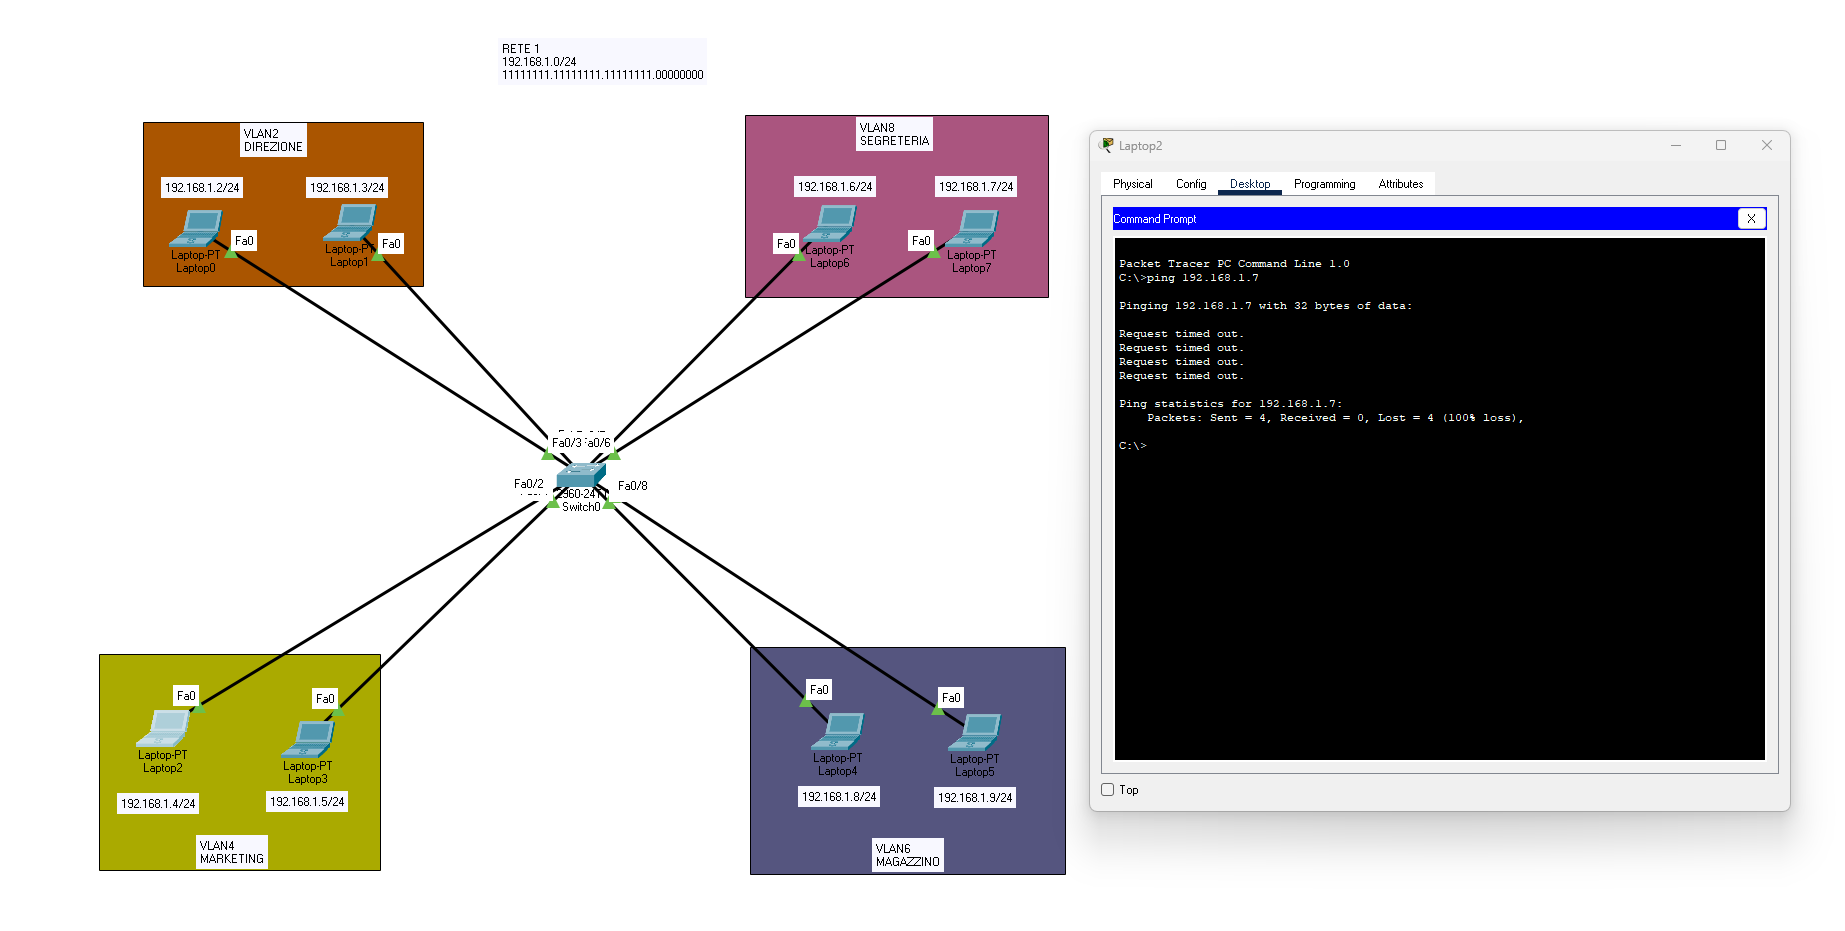 RETE 1
192.168.1.0/24
11111111.11111111.11111111.00000000
VLAN2
DIREZIONE
192.168.1.2/24
192.168.1.3/24
Fa0
Fa0
Laptop-PT
Laptop0
Laptop-PT
Laptop1
VLAN8
SEGRETERIA
192.168.1.6/24
192.168.1.7/24
Fa0
Fa0
Laptop-PT
Laptop6
Laptop-PT
Laptop7
Fa0/3
Fa0/6
Fa0/2
Fa0/8
Switch0
Fa0
Fa0
Laptop-PT
Laptop2
Laptop-PT
Laptop3
192.168.1.4/24
192.168.1.5/24
VLAN4
MARKETING
Fa0
Fa0
Laptop-PT
Laptop4
Laptop-PT
Laptop5
192.168.1.8/24
192.168.1.9/24
VLAN6
MAGAZZINO
Laptop2
Physical Config Desktop Programming Attributes
Command Prompt
X
Packet Tracer PC Command Line 1.0
C:\>ping 192.168.1.7
Pinging 192.168.1.7 with 32 bytes of data:
Request timed out.
Request timed out.
Request timed out.
Request timed out.
Ping statistics for 192.168.1.7:
Packets: Sent = 4, Received = 0, Lost = 4 (100% loss),
C:\>
Top